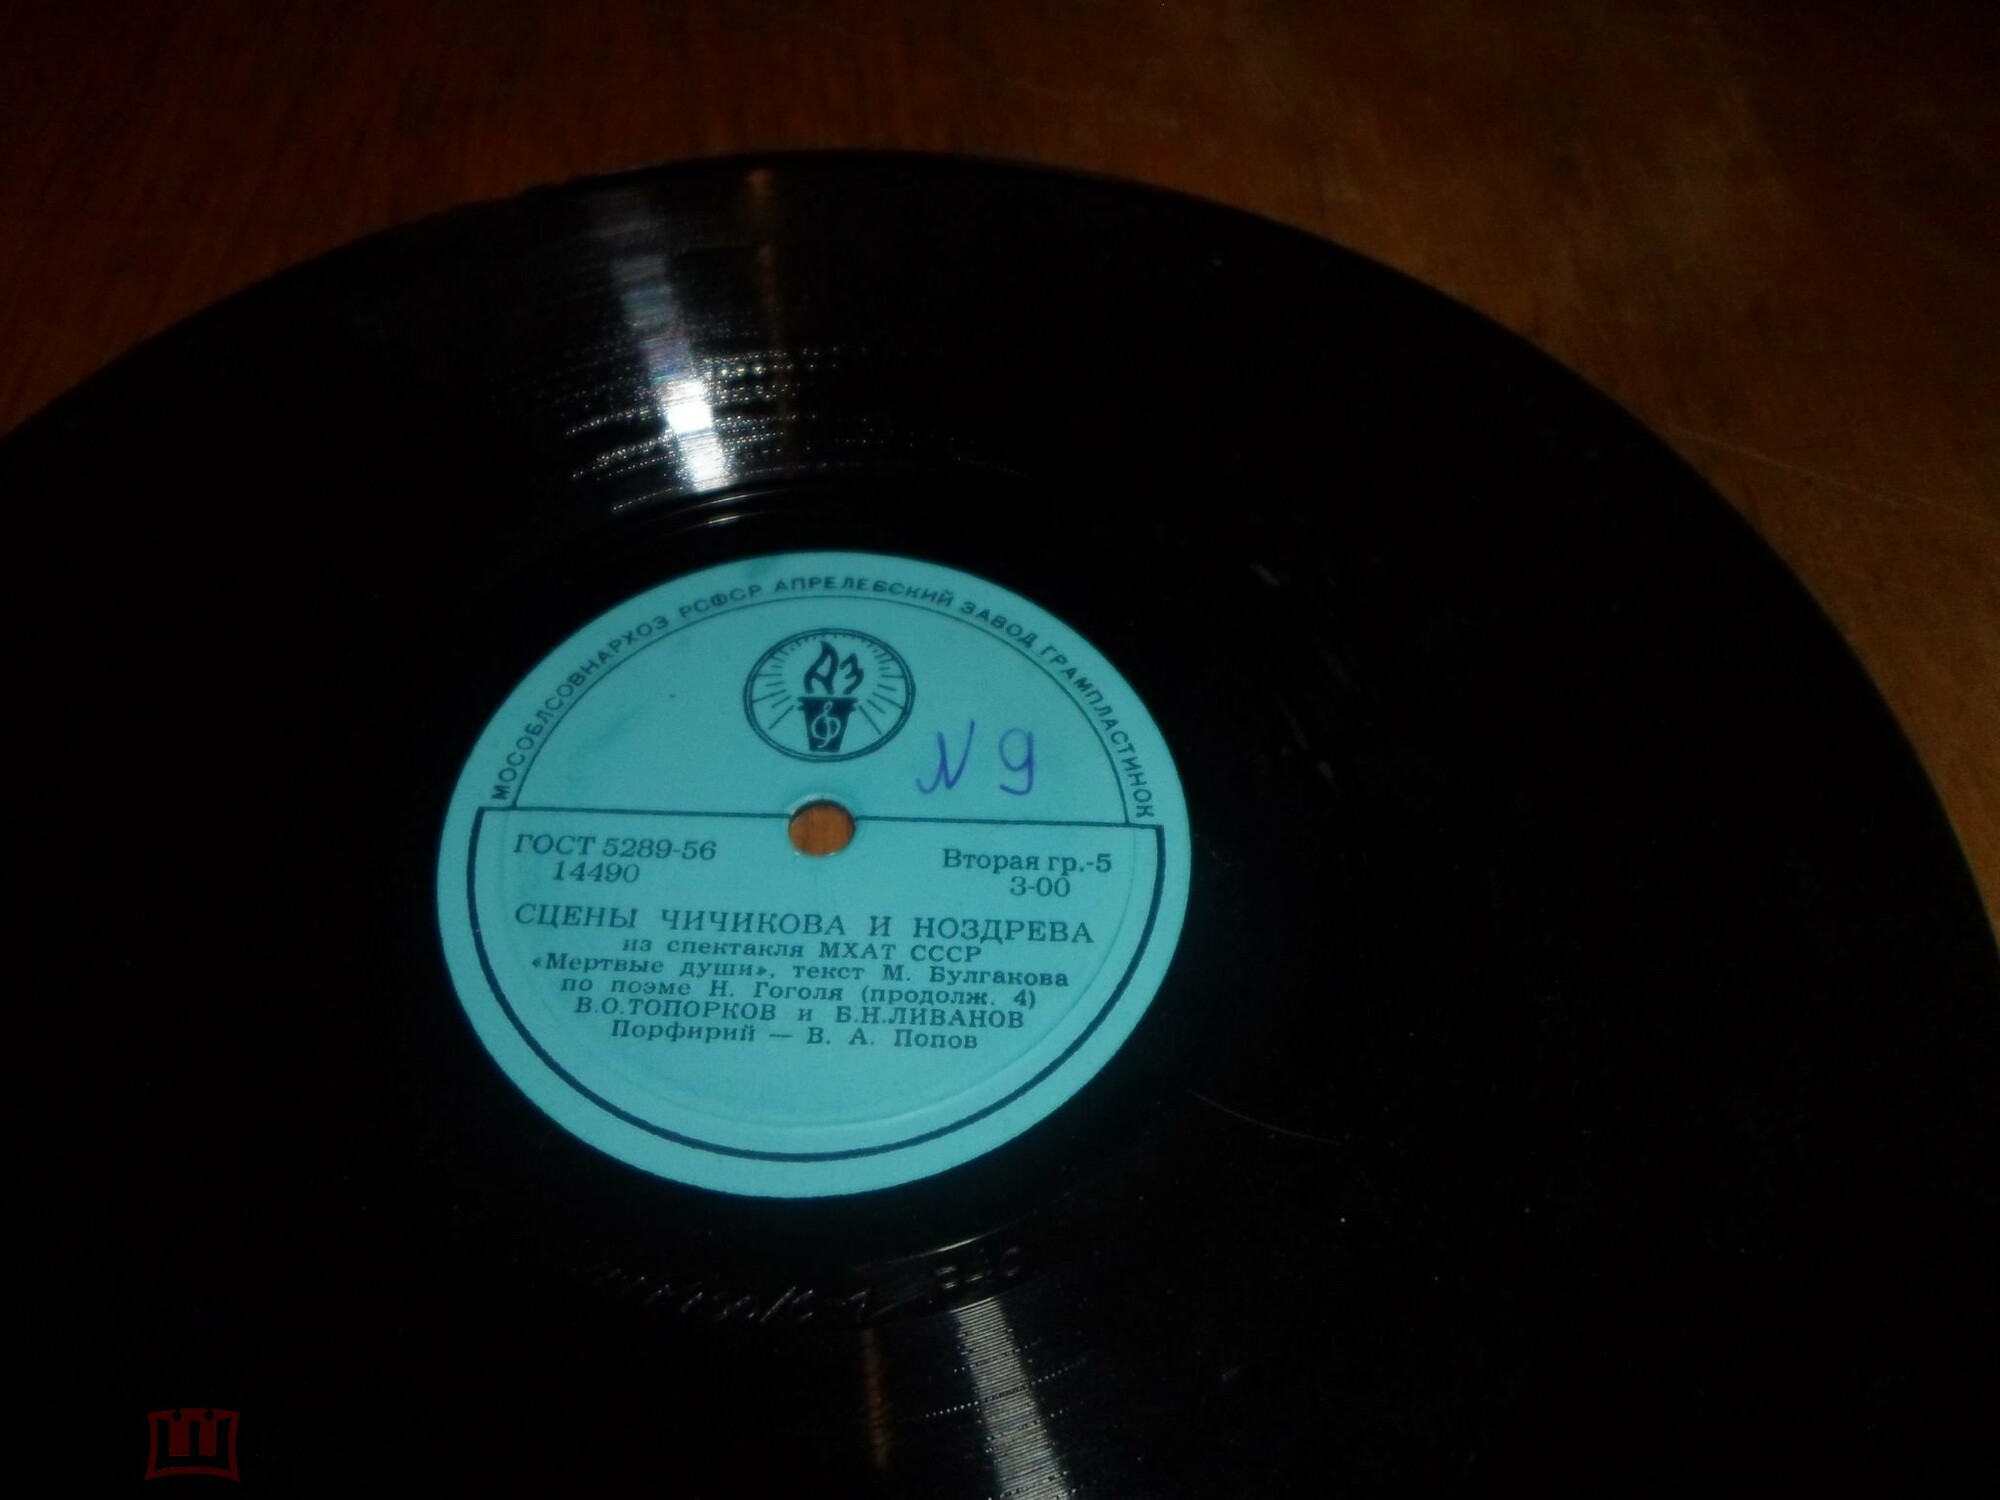 МОСОБЛСОВНАРХОЗ РСФСР АПРЕЛЕВСКИЙ ЗАВОД ГРАМПЛАСТИНОК
АЗ
N 9
ГОСТ 5289-56
14490
Вторая гр.-5
3-00
СЦЕНЫ ЧИЧИКОВА И НОЗДРЕВА
из спектакля МХАТ СССР
«Мертвые души», текст М. Булгакова
по поэме Н. Гоголя (продолж. 4)
В.О.ТОПОРКОВ и Б.Н.ЛИВАНОВ
Порфирий — В. А. Попов